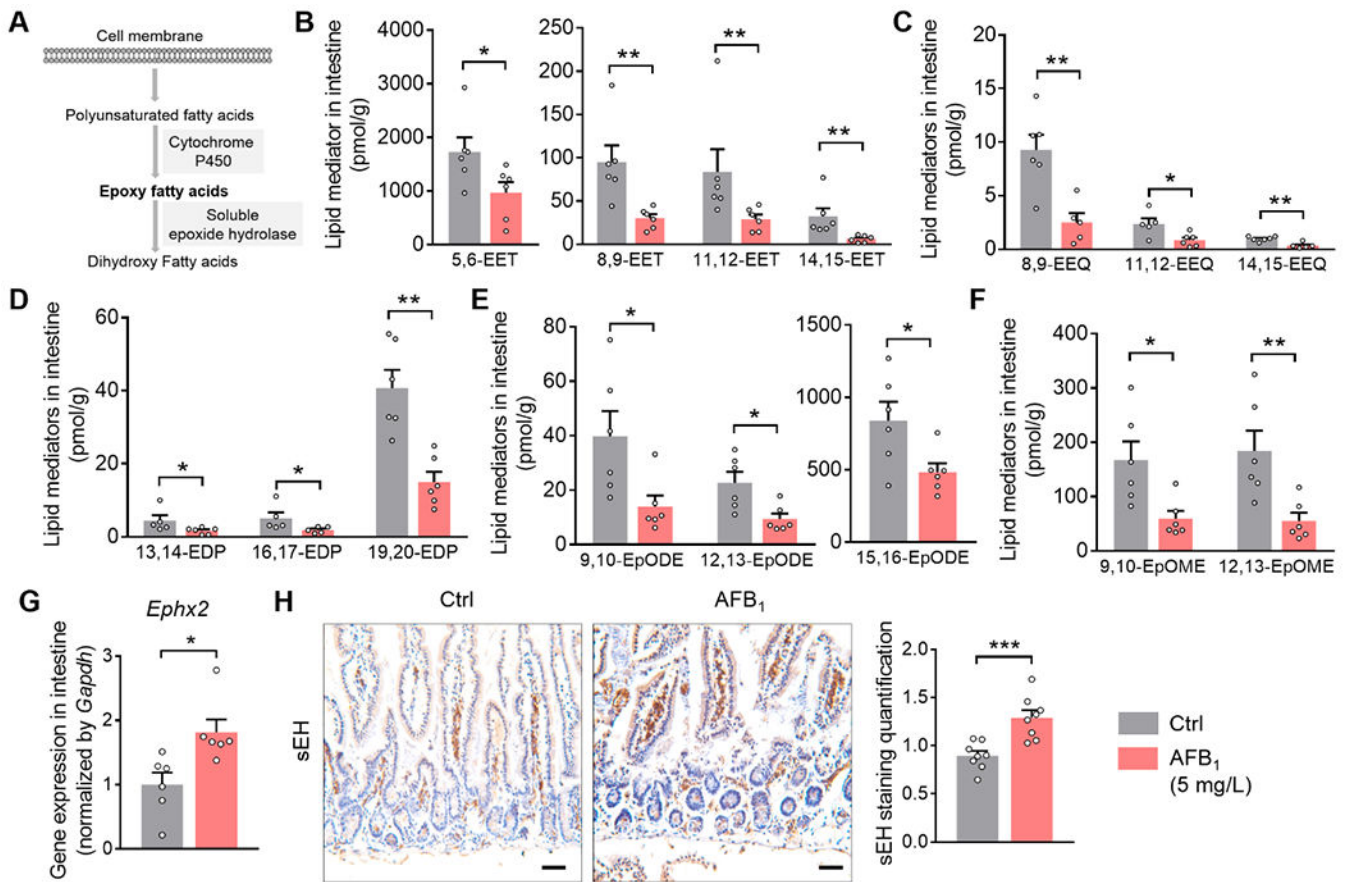 A
Cell membrane
Polyunsaturated fatty acids
Cytochrome
P450
Epoxy fatty acids
Soluble
epoxide hydrolase
Dihydroxy Fatty acids
B
Lipid mediator in intestine
(pmol/g)
4000
3000
2000
1000
0
*
5,6-EET
250
200
150
100
50
0
**
**
**
8,9-EET 11,12-EET 14,15-EET
C
Lipid mediators in intestine
(pmol/g)
20
15
10
5
0
**
*
**
8,9-EEQ 11,12-EEQ 14,15-EEQ
D
Lipid mediators in intestine
(pmol/g)
60
40
20
0
*
*
**
13,14-EDP 16,17-EDP 19,20-EDP
E
Lipid mediators in intestine
(pmol/g)
80
60
40
20
0
*
*
9,10-EpODE 12,13-EpODE
1500
1000
500
0
*
15,16-EpODE
F
Lipid mediators in intestine
(pmol/g)
400
300
200
100
0
*
**
9,10-EpOME 12,13-EpOME
G
Ephx2
Gene expression in intestine
(normalized by Gapdh)
3
2
1
0
*
H
Ctrl
AFB₁
sEH
sEH staining quantification
2.0
1.5
1.0
0.5
0.0
***
Ctrl
AFB₁
(5 mg/L)